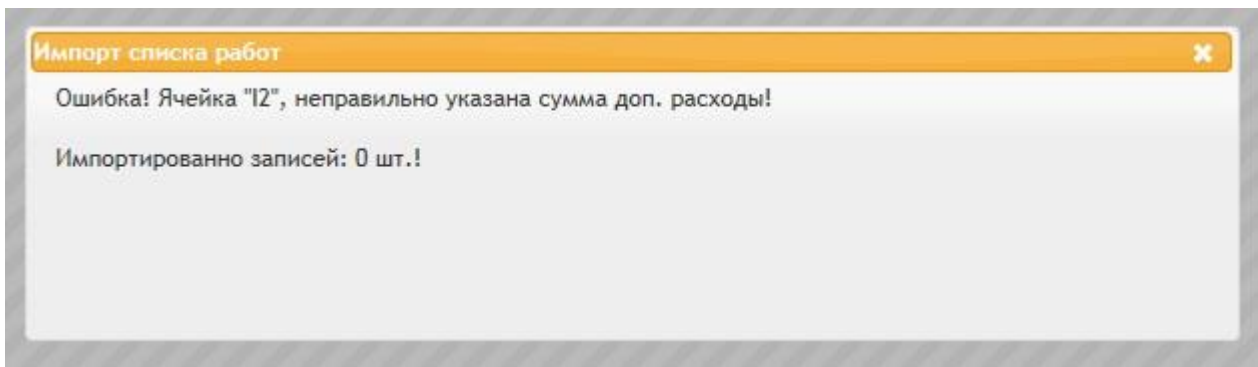 Импорт списка работ
Ошибка! Ячейка "I2", неправильно указана сумма доп. расходы!
Импортированно записей: 0 шт.!